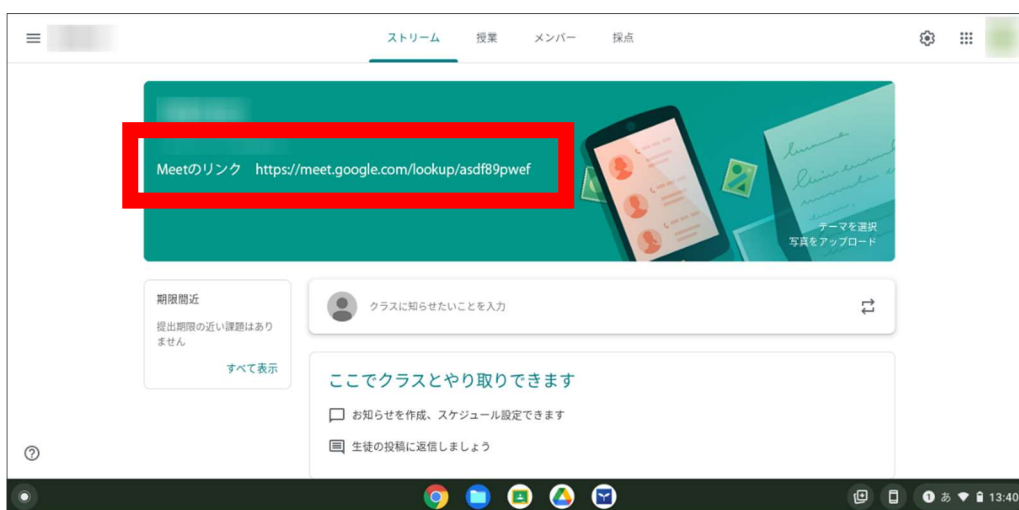 ストリーム 授業 メンバー 採点
Meetのリンク https://meet.google.com/lookup/asdf89pwef
テーマを選択
写真をアップロード
期限間近
提出期限の近い課題はあり
ません
すべて表示
クラスに知らせたいことを入力
ここでクラスとやり取りできます
お知らせを作成、スケジュール設定できます
生徒の投稿に返信しましょう
1 あ 13:40